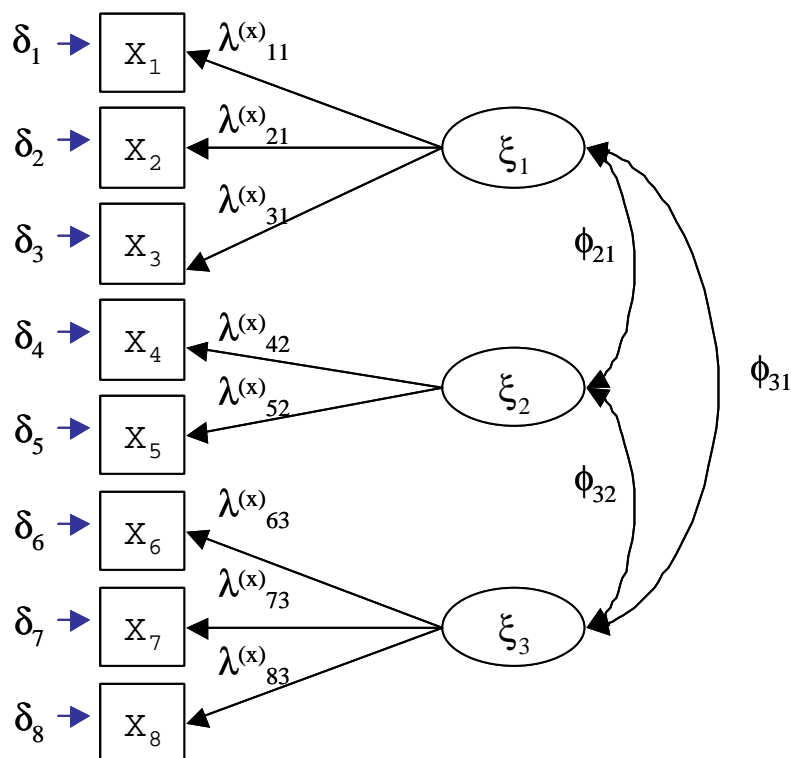 δ₁ X₁ λ⁽ˣ⁾₁₁
δ₂ X₂ λ⁽ˣ⁾₂₁ ξ₁
δ₃ X₃ λ⁽ˣ⁾₃₁ ϕ₂₁
δ₄ X₄ λ⁽ˣ⁾₄₂
δ₅ X₅ λ⁽ˣ⁾₅₂ ξ₂ ϕ₃₁
δ₆ X₆ λ⁽ˣ⁾₆₃ ϕ₃₂
δ₇ X₇ λ⁽ˣ⁾₇₃ ξ₃
δ₈ X₈ λ⁽ˣ⁾₈₃